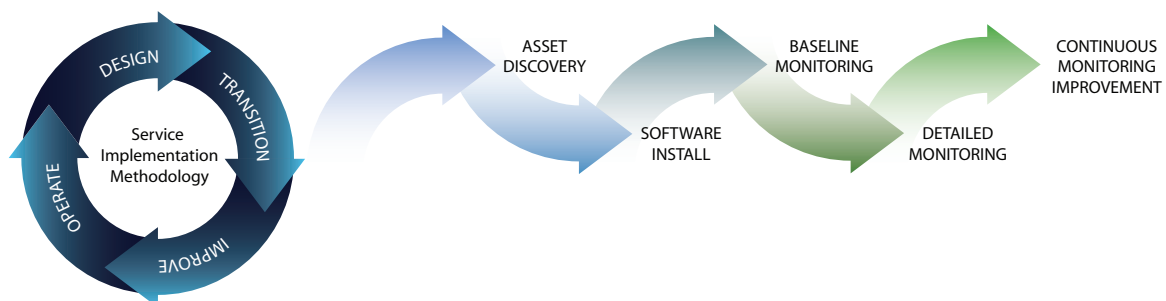 DESIGN
TRANSITION
IMPROVE
OPERATE
Service
Implementation
Methodology
ASSET
DISCOVERY
SOFTWARE
INSTALL
BASELINE
MONITORING
DETAILED
MONITORING
CONTINUOUS
MONITORING
IMPROVEMENT